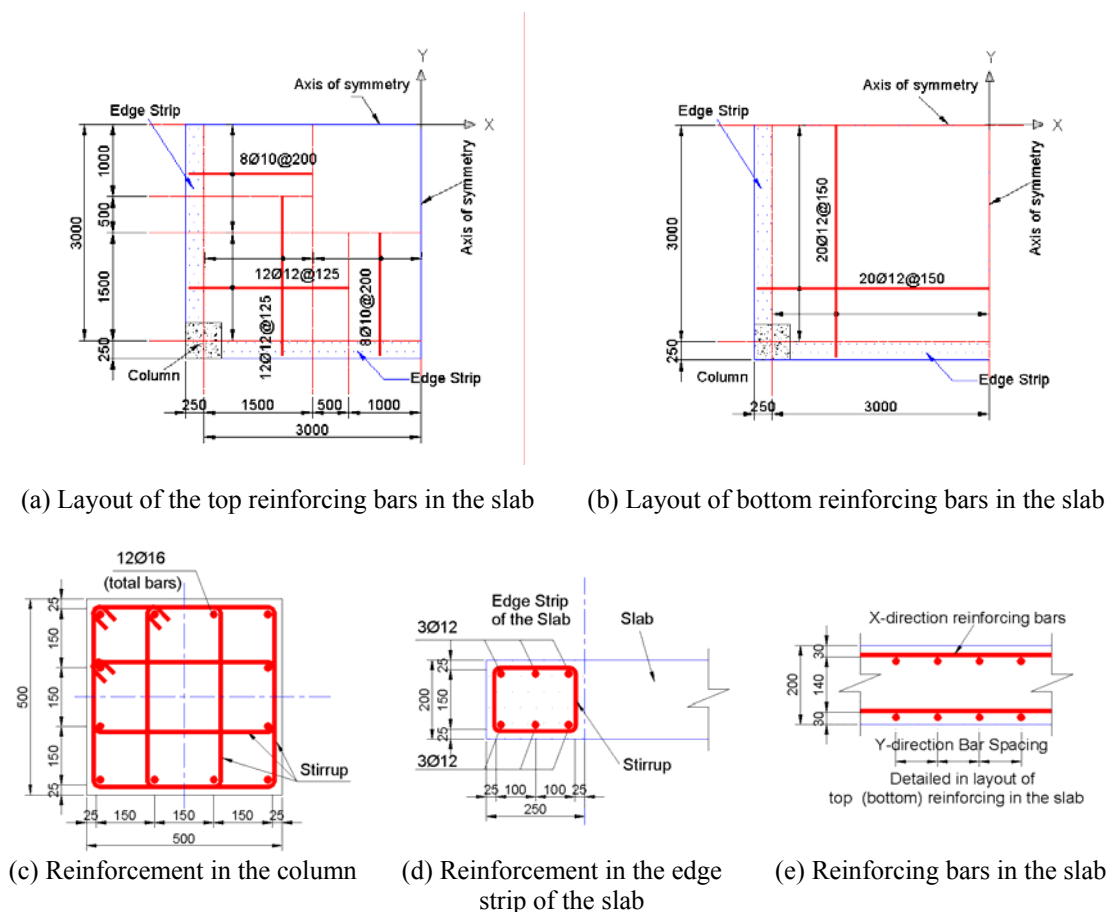 Y
Axis of symmetry
Edge Strip
X
8Ø10@200
1000
500
3000
1500
250
Axis of symmetry
12Ø12@125
12Ø12@125
8Ø10@200
Column
Edge Strip
250
1500
500
1000
3000
Y
Axis of symmetry
Edge Strip
X
3000
250
20Ø12@150
Axis of symmetry
20Ø12@150
Column
Edge Strip
250
3000
(a) Layout of the top reinforcing bars in the slab
(b) Layout of bottom reinforcing bars in the slab
12Ø16
(total bars)
25
150
150
150
25
500
Stirrup
25
150
150
150
25
500
Edge Strip
of the Slab
Slab
3Ø12
25
150
25
200
3Ø12
Stirrup
25
100
100
25
250
X-direction reinforcing bars
30
140
30
200
Y-direction Bar Spacing
Detailed in layout of
top (bottom) reinforcing in the slab
(c) Reinforcement in the column
(d) Reinforcement in the edge
strip of the slab
(e) Reinforcing bars in the slab